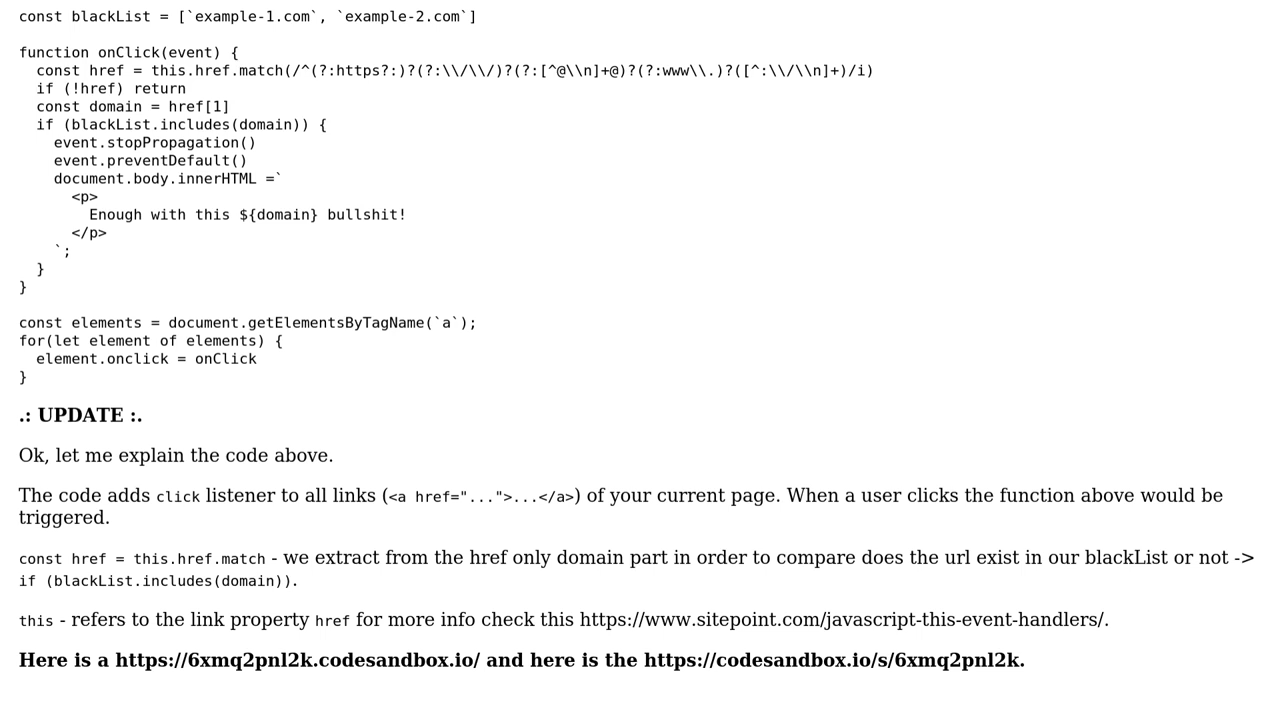 const blackList = [`example-1.com`, `example-2.com`]

function onClick(event) {
  const href = this.href.match(/^(?:https?:)?(?:\\/\\/)?(?:[^@\\n]+@)?(?:www\\.)?([^:\\/\\n]+)/i)
  if (!href) return
  const domain = href[1]
  if (blackList.includes(domain)) {
    event.stopPropagation()
    event.preventDefault()
    document.body.innerHTML =`
      <p>
        Enough with this ${domain} bullshit!
      </p>
    `;
  }
}

const elements = document.getElementsByTagName(`a`);
for(let element of elements) {
  element.onclick = onClick
}
.: UPDATE :.
Ok, let me explain the code above.
The code adds click listener to all links (<a href="...">...</a>) of your current page. When a user clicks the function above would be
triggered.
const href = this.href.match - we extract from the href only domain part in order to compare does the url exist in our blackList or not ->
if (blackList.includes(domain)).
this - refers to the link property href for more info check this https://www.sitepoint.com/javascript-this-event-handlers/.
Here is a https://6xmq2pnl2k.codesandbox.io/ and here is the https://codesandbox.io/s/6xmq2pnl2k.